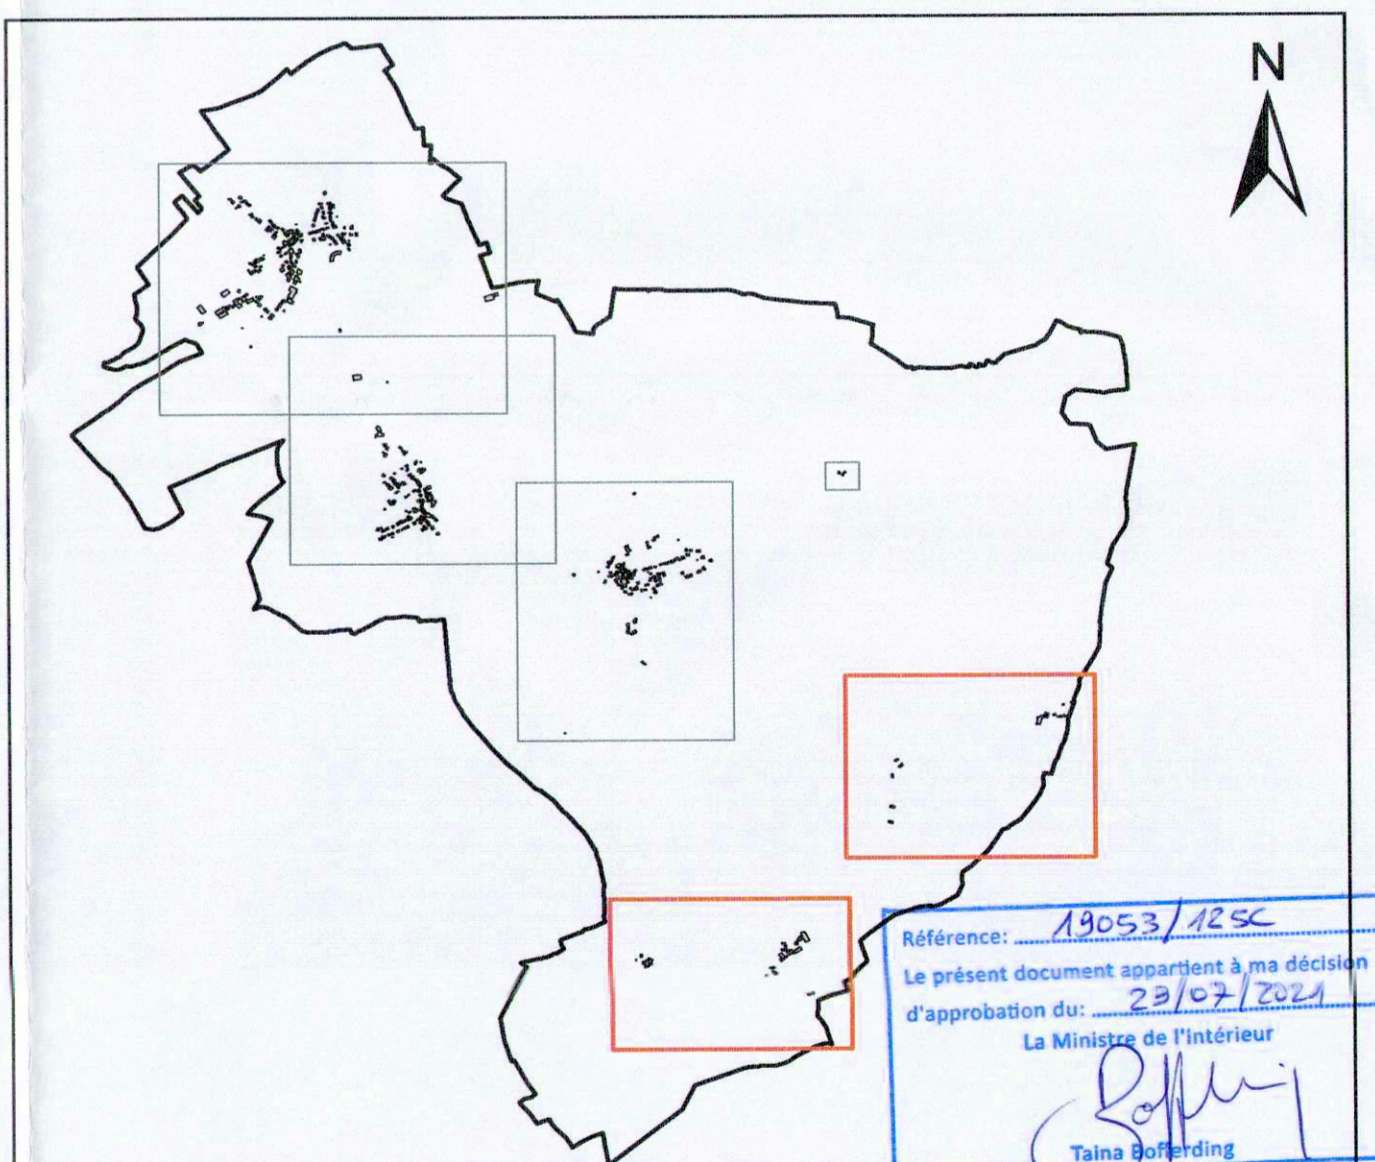 N
Référence: 19053/125C
Le présent document appartient à ma décision
d'approbation du: 23/07/2021
La Ministre de l'intérieur
Taina Bofferding